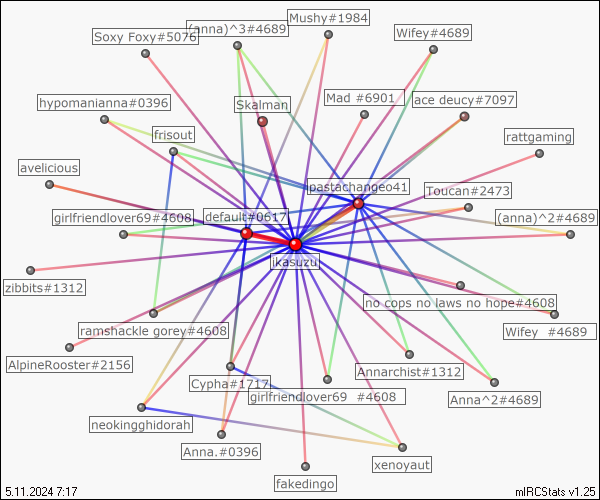 Mushy#1984
(anna)^3#4689
Soxy Foxy#5076
Wifey#4689
hypomanianna#0396
Skalman
Mad #6901
ace deucy#7097
frisout
rattgaming
avelicious
pastachangeo41
Toucan#2473
girlfriendlover69#4608
default#0617
(anna)^2#4689
ikasuzu
zibbits#1312
no cops no laws no hope#4608
ramshackle gorey#4608
Wifey #4689
AlpineRooster#2156
Annarchist#1312
Cypha#1717
girlfriendlover69 #4608
Anna^2#4689
neokingghidorah
Anna.#0396
xenoyaut
fakedingo
5.11.2024 7:17
mIRCStats v1.25